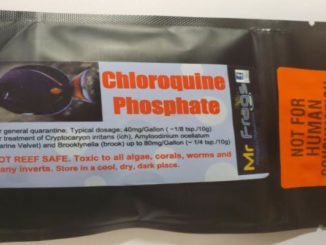 Chloroquine
Phosphate
r general quarantine: Typical dosage: 40mg/Gallon ( ~1/8 tsp./10g)
r treatment of Cryptocaryon irritans (ich), Amyloodinium ocellatum
arine Velvet) and Brooklynella (brook) up to 80mg/Gallon (~ 1/4 tsp./10g)
OT REEF SAFE. Toxic to all algae, corals, worms and
any inverts. Store in a cool, dry, dark place.
Mr Frags
NOT FOR
HUMAN